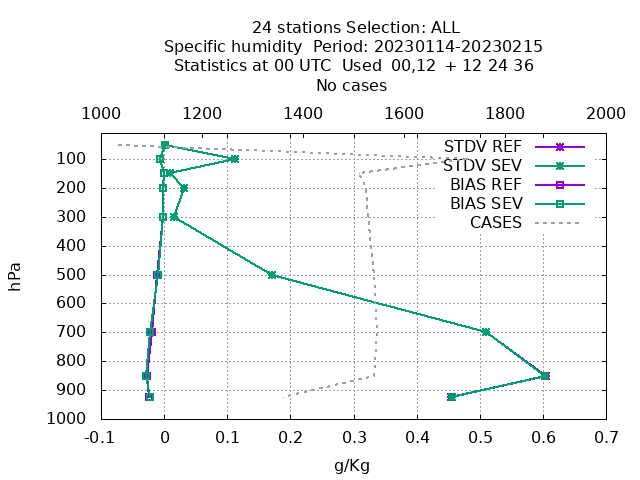 24 stations Selection: ALL
Specific humidity  Period: 20230114-20230215
Statistics at 00 UTC  Used  00,12  + 12 24 36
No cases
1000 1200 1400 1600 1800 2000
STDV REF
STDV SEV
BIAS REF
BIAS SEV
CASES
100
200
300
400
500
600
700
800
900
1000
hPa
-0.1 0 0.1 0.2 0.3 0.4 0.5 0.6 0.7
g/Kg